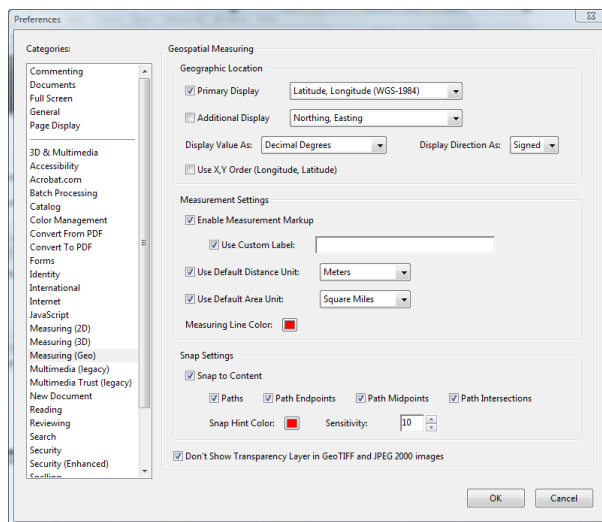 Preferences
Categories:
Commenting
Documents
Full Screen
General
Page Display
3D & Multimedia
Accessibility
Acrobat.com
Batch Processing
Catalog
Color Management
Convert From PDF
Convert To PDF
Forms
Identity
International
Internet
JavaScript
Measuring (2D)
Measuring (3D)
Measuring (Geo)
Multimedia (legacy)
Multimedia Trust (legacy)
New Document
Reading
Reviewing
Search
Security
Security (Enhanced)
Spelling
Geospatial Measuring
Geographic Location
Primary Display Latitude, Longitude (WGS-1984)
Additional Display Northing, Easting
Display Value As: Decimal Degrees Display Direction As: Signed
Use X,Y Order (Longitude, Latitude)
Measurement Settings
Enable Measurement Markup
Use Custom Label:
Use Default Distance Unit: Meters
Use Default Area Unit: Square Miles
Measuring Line Color:
Snap Settings
Snap to Content
Paths Path Endpoints Path Midpoints Path Intersections
Snap Hint Color: Sensitivity: 10
Don't Show Transparency Layer in GeoTIFF and JPEG 2000 images
OK Cancel